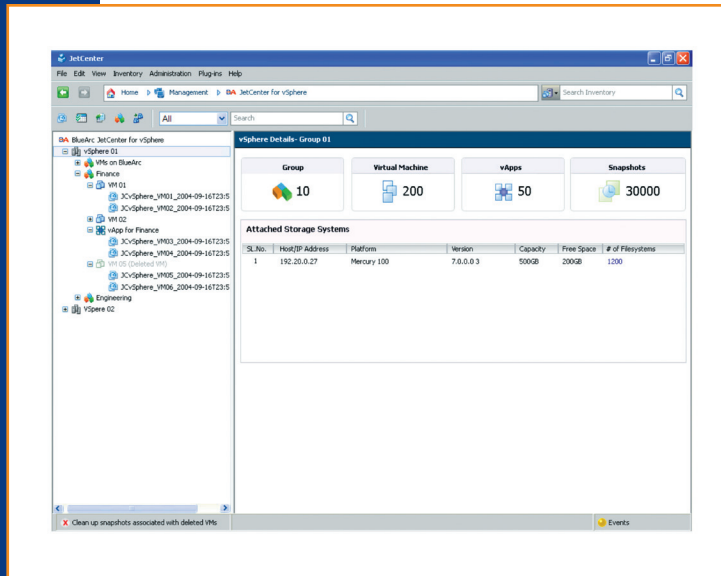 JetCenter
File Edit View Inventory Administration Plug-ins Help
Home Management BA JetCenter for vSphere Search Inventory
All Search
BA BlueArc JetCenter for vSphere
vSphere 01
VMs on BlueArc
Finance
VM 01
JCvSphere_VM01_2004-09-16T23:5
JCvSphere_VM02_2004-09-16T23:5
VM 02
vApp for Finance
JCvSphere_VM03_2004-09-16T23:5
JCvSphere_VM04_2004-09-16T23:5
VM 05 (Deleted VM)
JCvSphere_VM05_2004-09-16T23:5
JCvSphere_VM06_2004-09-16T23:5
Engineering
VSpere 02
vSphere Details- Group 01
Group Virtual Machine vApps Snapshots
10 200 50 30000
Attached Storage Systems
SL.No. Host/IP Address Platform Version Capacity Free Space # of Filesystems
1 192.20.0.27 Mercury 100 7.0.0.0 3 500GB 200GB 1200
X Clean up snapshots associated with deleted VMs Events